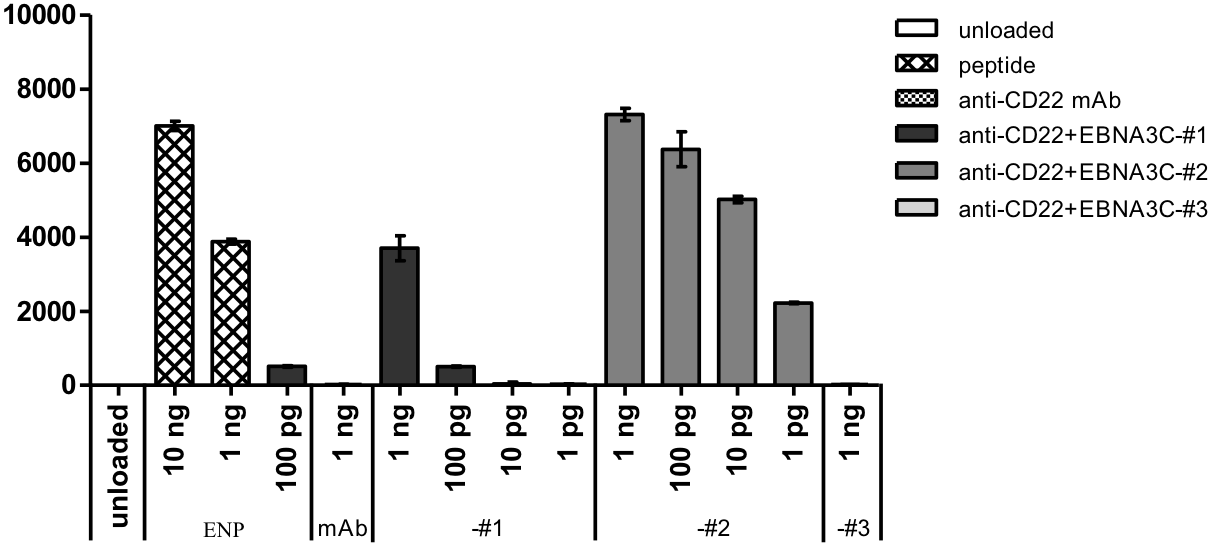 10000
8000
6000
4000
2000
0
unloaded
peptide
anti-CD22 mAb
anti-CD22+EBNA3C-#1
anti-CD22+EBNA3C-#2
anti-CD22+EBNA3C-#3
unloaded
10 ng
1 ng
100 pg
1 ng
1 ng
100 pg
10 pg
1 pg
1 ng
100 pg
10 pg
1 pg
1 ng
ENP
mAb
-#1
-#2
-#3